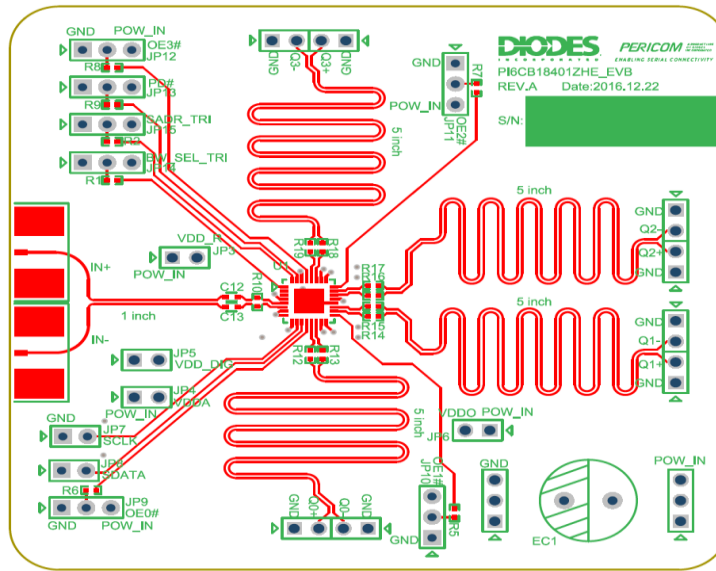 GND POW_IN
OE3#
JP12
R8
PD#
JP13
R9
SADR_TRI
JP15
BW_SEL_TRI
JP14
R1
GND
Q3-
Q3+
GND
5 inch
GND
R7
POW_IN
OE2#
JP11
DIODES
INCORPORATED
PERICOM
ENABLING SERIAL CONNECTIVITY
PI6CB18401ZHE_EVB
REV.A Date:2016.12.22
S/N:
5 inch
GND
Q2-
Q2+
GND
VDD_R
JP3
POW_IN
IN+
1 inch
IN-
U1
R19
R18
R17
R16
C12
C13
R10
R15
R14
R12
R13
5 inch
GND
Q1-
Q1+
GND
JP5
VDD_DIG
JP4
POW_IN
VDDA
GND
JP7
SCLK
SDATA
R6
JP9
OE0#
GND
POW_IN
5 inch
GND
Q0+
Q0-
GND
VDDO POW_IN
JP6
OE1#
JP10
R5
GND
GND
EC1
POW_IN